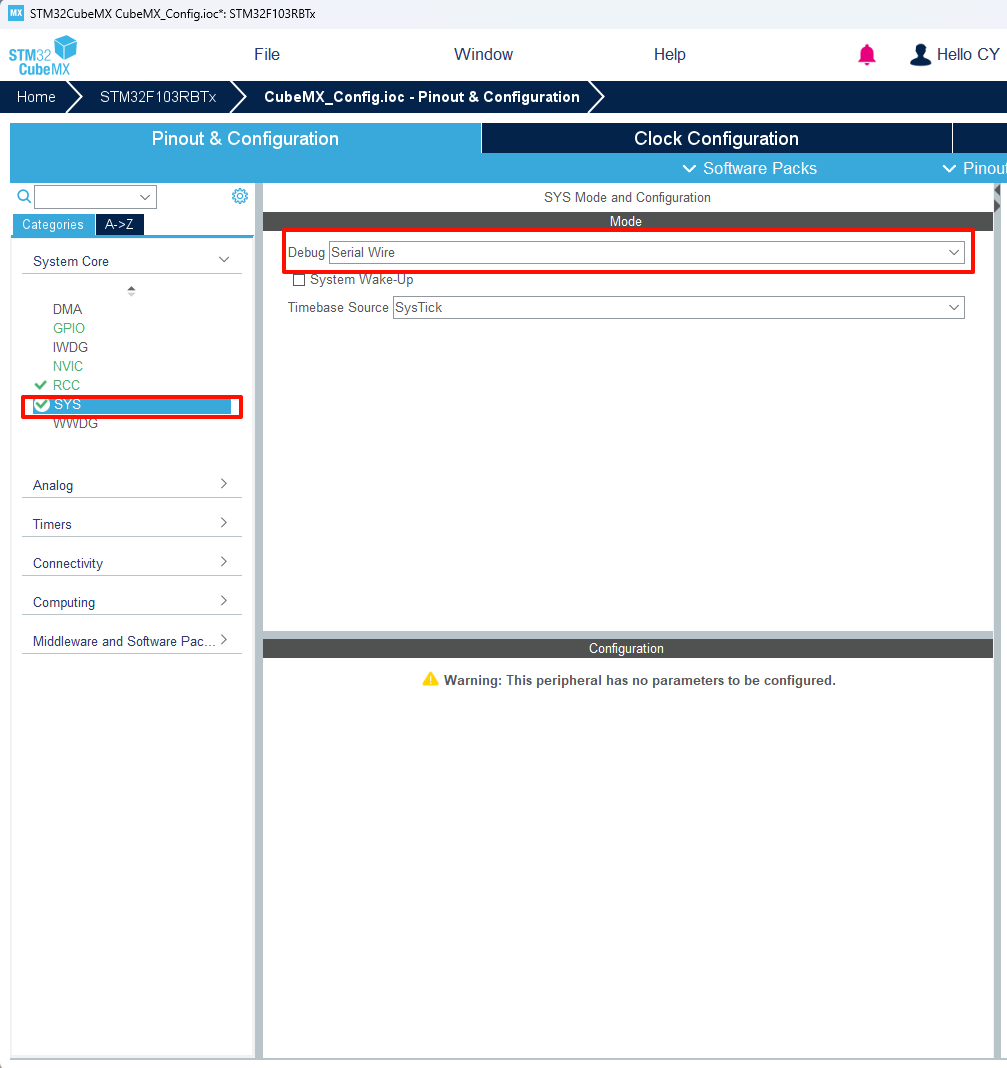 MX STM32CubeMX CubeMX_Config.ioc*: STM32F103RBTx
STM32
CubeMX
File Window Help Hello CY
Home STM32F103RBTx CubeMX_Config.ioc - Pinout & Configuration
Pinout & Configuration Clock Configuration
Software Packs Pinou
SYS Mode and Configuration
Categories A->Z
Mode
Debug Serial Wire
System Core
System Wake-Up
Timebase Source SysTick
DMA
GPIO
IWDG
NVIC
RCC
SYS
WWDG
Analog
Timers
Connectivity
Computing
Middleware and Software Pac...
Configuration
Warning: This peripheral has no parameters to be configured.